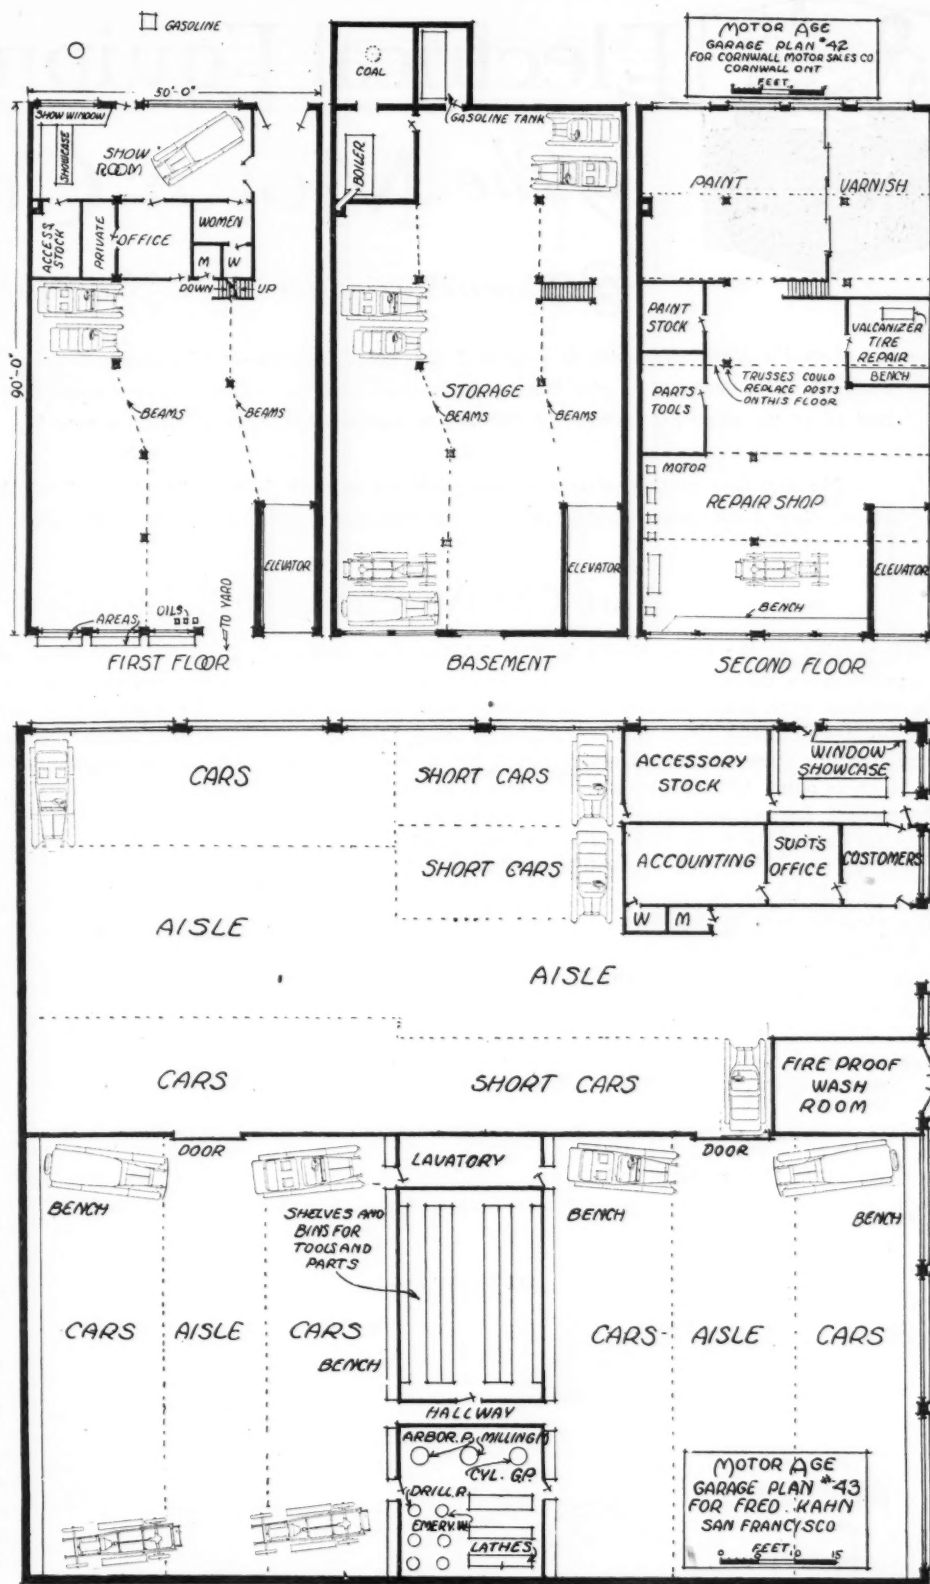 GASOLINE
MOTOR AGE
GARAGE PLAN #42
FOR CORNWALL MOTOR SALES CO
CORNWALL ONT
FEET
50'-0"
90'-0"
SHOW WINDOW
SHOWCASE
SHOW
ROOM
ACCESS.
STOCK
PRIVATE
OFFICE
WOMEN
M
W
DOWN
UP
BEAMS
BEAMS
ELEVATOR
AREAS
OILS
TO YARD
FIRST FLOOR
COAL
GASOLINE TANK
BOILER
STORAGE
BEAMS
BEAMS
ELEVATOR
BASEMENT
PAINT
VARNISH
PAINT
STOCK
VALCANIZER
TIRE
REPAIR
BENCH
PARTS
TOOLS
TRUSSES COULD
REPLACE POSTS
ON THIS FLOOR
MOTOR
REPAIR SHOP
ELEVATOR
BENCH
SECOND FLOOR
CARS
SHORT CARS
ACCESSORY
STOCK
WINDOW
SHOWCASE
SHORT CARS
ACCOUNTING
SUPT'S
OFFICE
COSTOMERS
W
M
AISLE
AISLE
CARS
SHORT CARS
FIRE PROOF
WASH
ROOM
DOOR
DOOR
LAVATORY
BENCH
SHELVES AND
BINS FOR
TOOLS AND
PARTS
BENCH
BENCH
CARS
AISLE
CARS
BENCH
CARS
AISLE
CARS
HALLWAY
ARBOR. P.
MILLING M
CYL. GP.
DRILL. P.
EMERY. W.
LATHES
MOTOR AGE
GARAGE PLAN #43
FOR FRED. KAHN
SAN FRANCYSCO
FEET
0 5 10 15